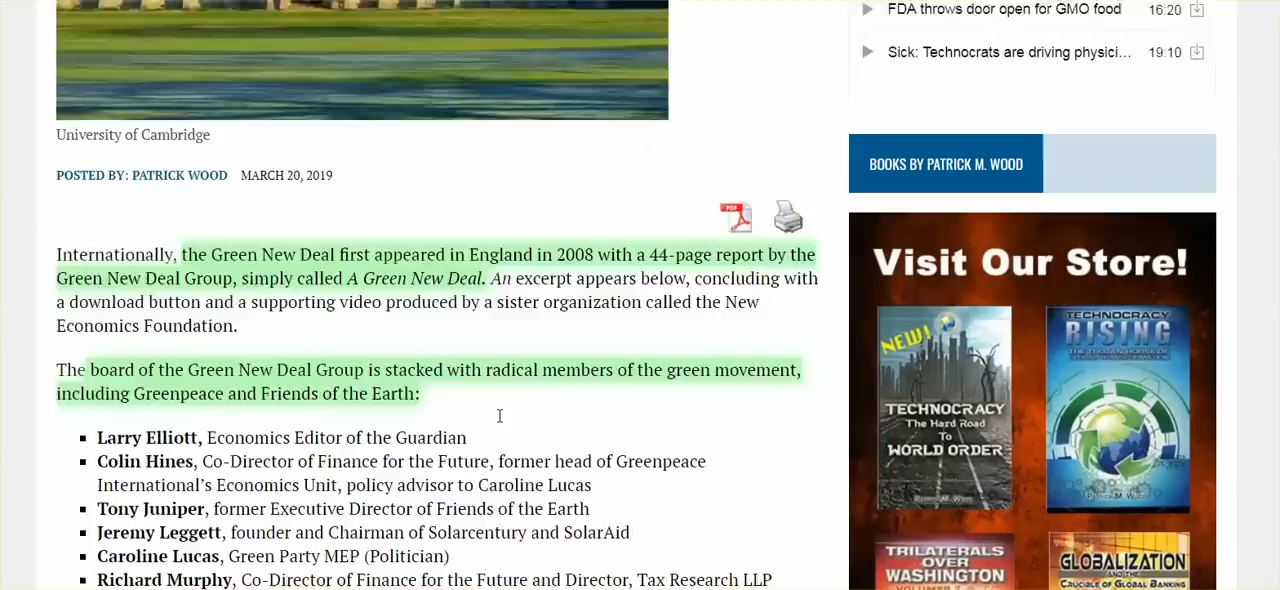 University of Cambridge
POSTED BY: PATRICK WOOD MARCH 20, 2019
PDF
Internationally, the Green New Deal first appeared in England in 2008 with a 44-page report by the
Green New Deal Group, simply called A Green New Deal. An excerpt appears below, concluding with
a download button and a supporting video produced by a sister organization called the New
Economics Foundation.
The board of the Green New Deal Group is stacked with radical members of the green movement,
including Greenpeace and Friends of the Earth:
Larry Elliott, Economics Editor of the Guardian
Colin Hines, Co-Director of Finance for the Future, former head of Greenpeace
International's Economics Unit, policy advisor to Caroline Lucas
Tony Juniper, former Executive Director of Friends of the Earth
Jeremy Leggett, founder and Chairman of Solarcentury and SolarAid
Caroline Lucas, Green Party MEP (Politician)
Richard Murphy, Co-Director of Finance for the Future and Director, Tax Research LLP
FDA throws door open for GMO food 16:20
Sick: Technocrats are driving physici... 19:10
BOOKS BY PATRICK M. WOOD
Visit Our Store!
NEW!
TECHNOCRACY
The Hard Road
To
WORLD ORDER
TECHNOCRACY
RISING
TRILATERALS
OVER
WASHINGTON
GLOBALIZATION
AND THE
CRUCIBLE OF GLOBAL BANKING